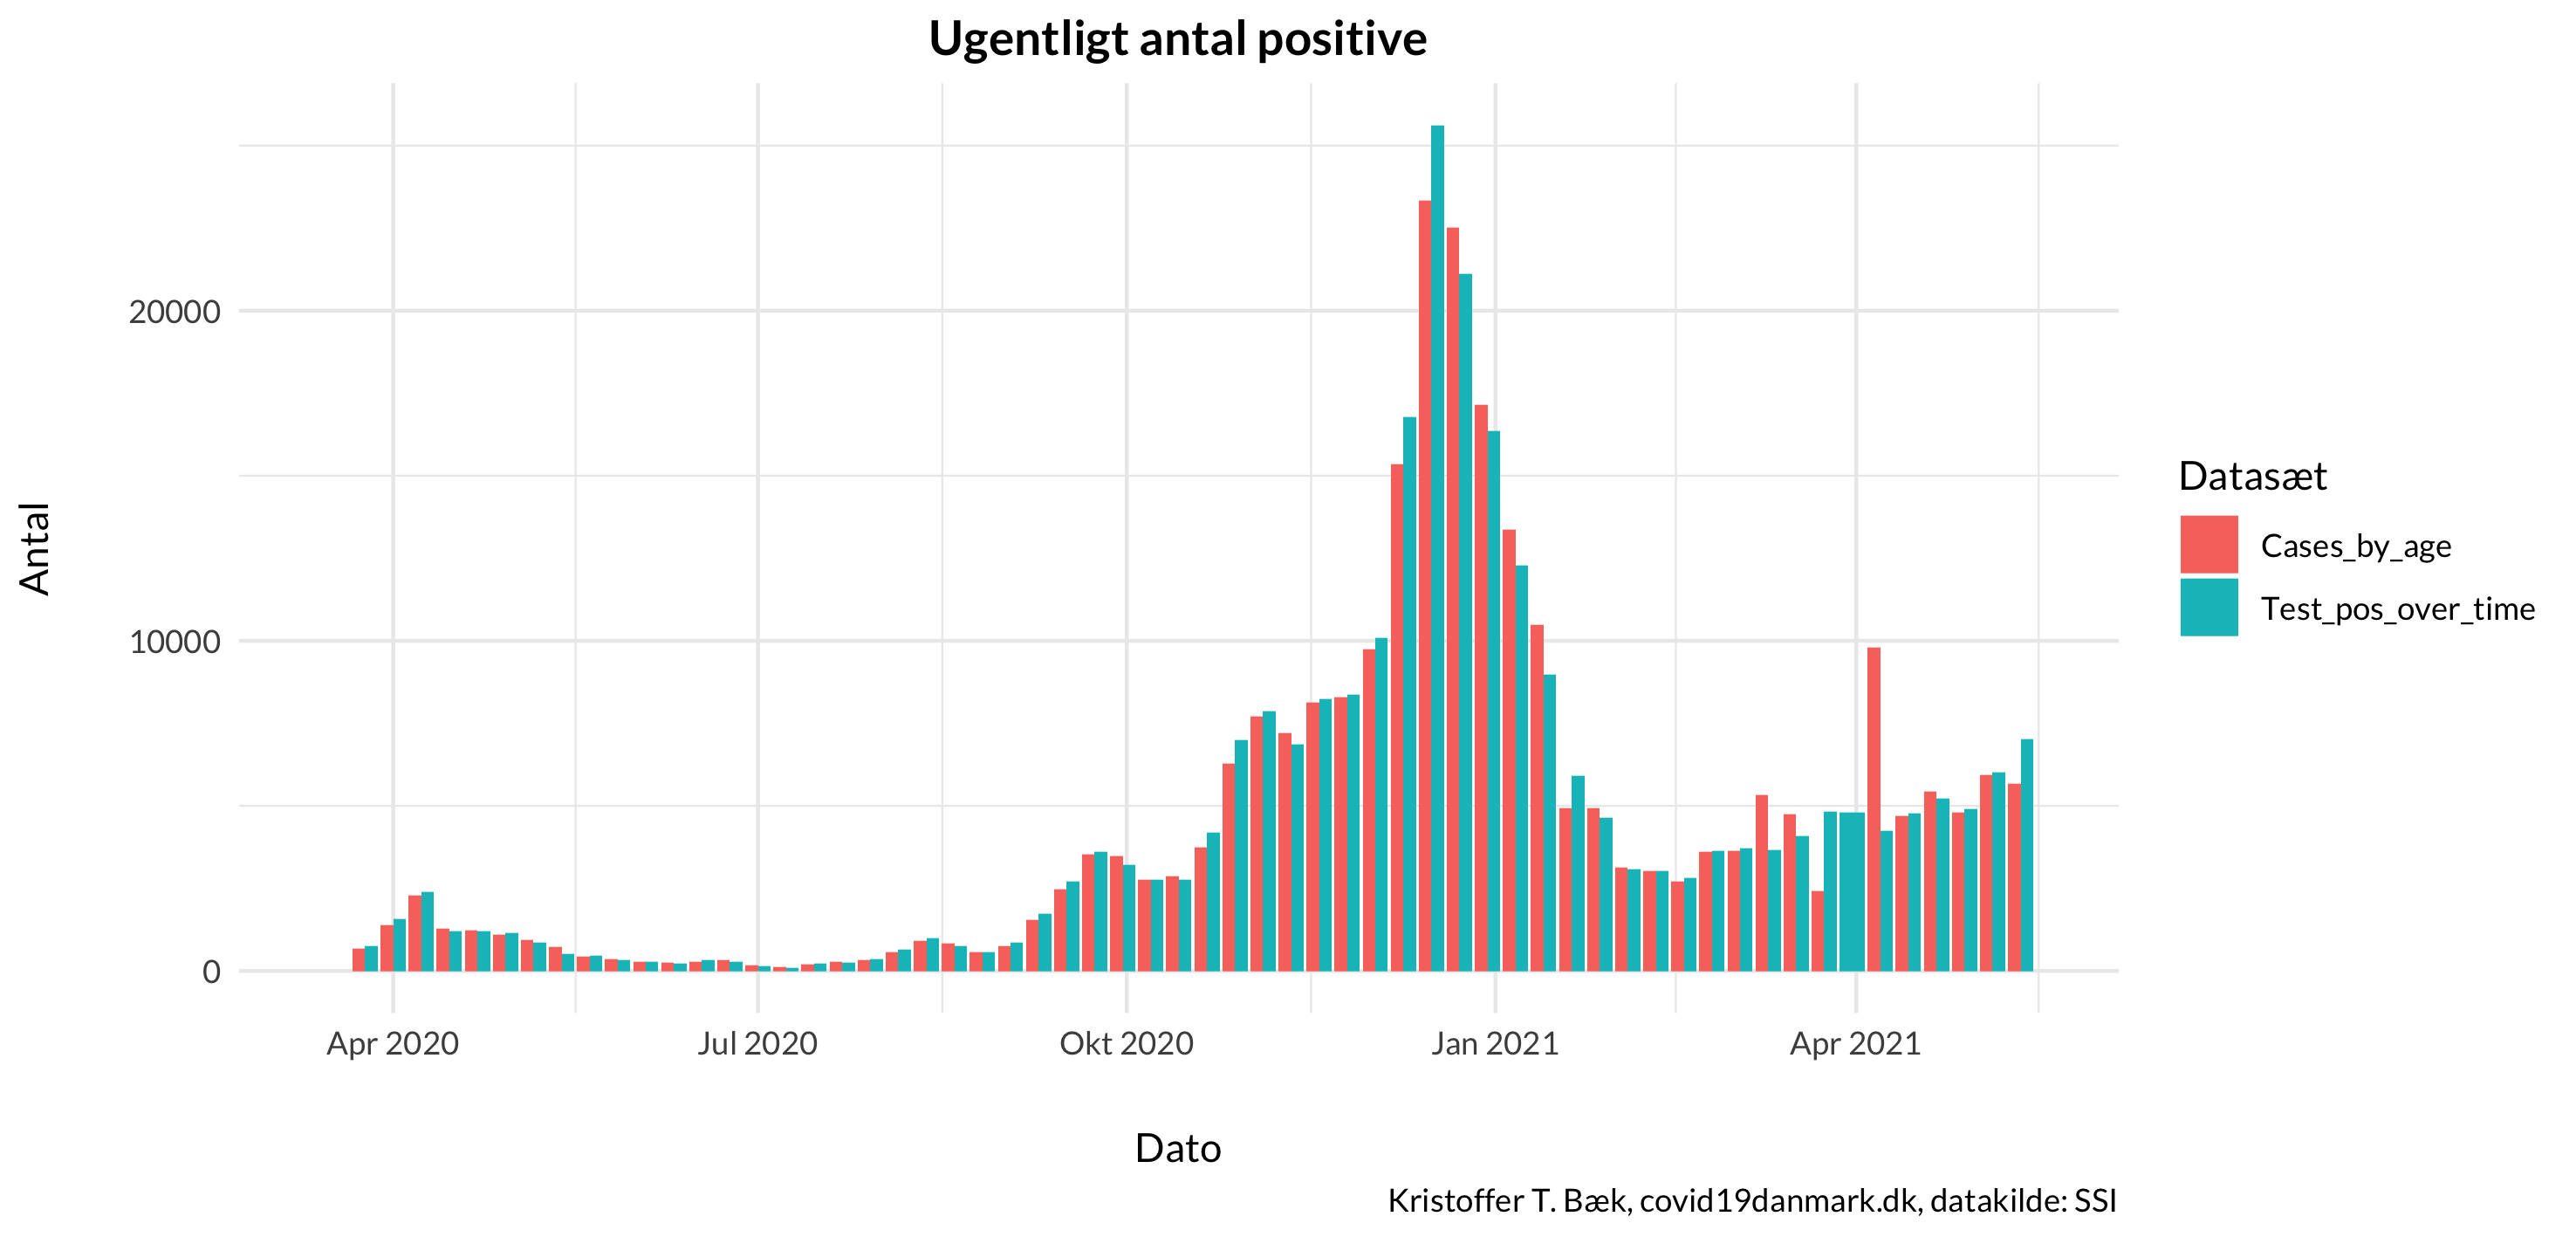 Ugentligt antal positive
Antal
20000
10000
0
Apr 2020
Jul 2020
Okt 2020
Jan 2021
Apr 2021
Dato
Datasæt
Cases_by_age
Test_pos_over_time
Kristoffer T. Bæk, covid19danmark.dk, datakilde: SSI